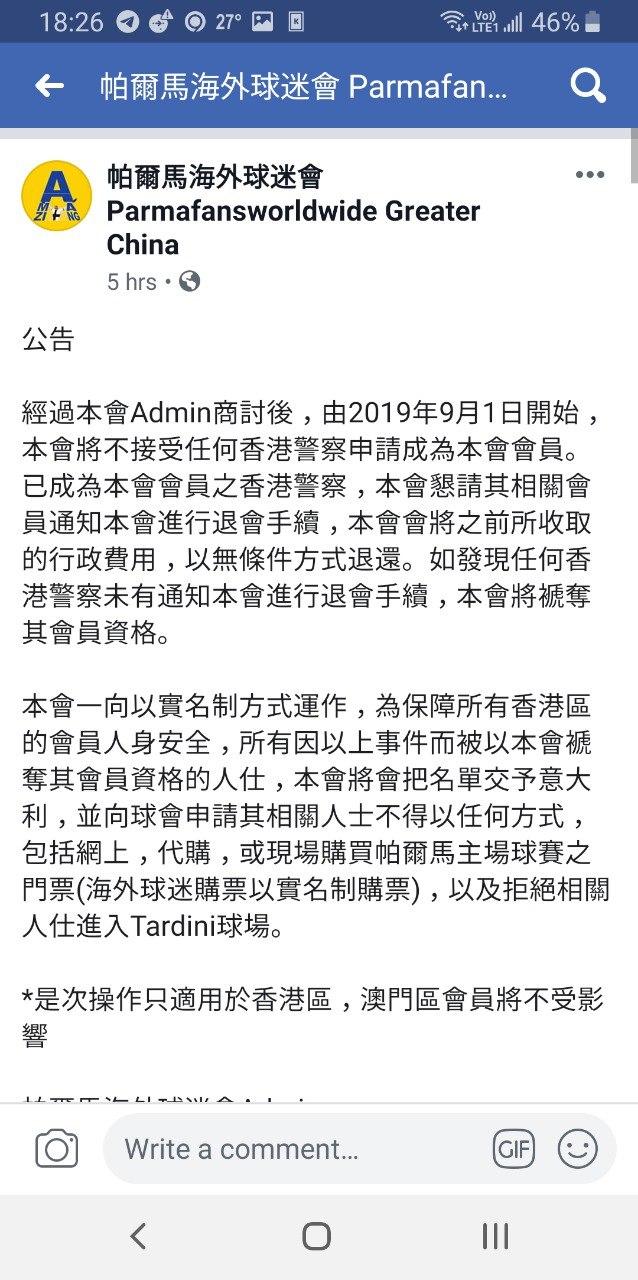 18:26 27° Vo)) LTE1 46%
帕爾馬海外球迷會 Parmafan...
A
MA
ZI NG
帕爾馬海外球迷會
Parmafansworldwide Greater
China
5 hrs •
公告
經過本會Admin商討後，由2019年9月1日開始，
本會將不接受任何香港警察申請成為本會會員。
已成為本會會員之香港警察，本會懇請其相關會
員通知本會進行退會手續，本會會將之前所收取
的行政費用，以無條件方式退還。如發現任何香
港警察未有通知本會進行退會手續，本會將褫奪
其會員資格。
本會一向以實名制方式運作，為保障所有香港區
的會員人身安全，所有因以上事件而被以本會褫
奪其會員資格的人仕，本會將會把名單交予意大
利，並向球會申請其相關人士不得以任何方式，
包括網上，代購，或現場購買帕爾馬主場球賽之
門票(海外球迷購票以實名制購票)，以及拒絕相關
人仕進入Tardini球場。
*是次操作只適用於香港區，澳門區會員將不受影
響
帕爾馬海外球迷會Admin
Write a comment...
GIF